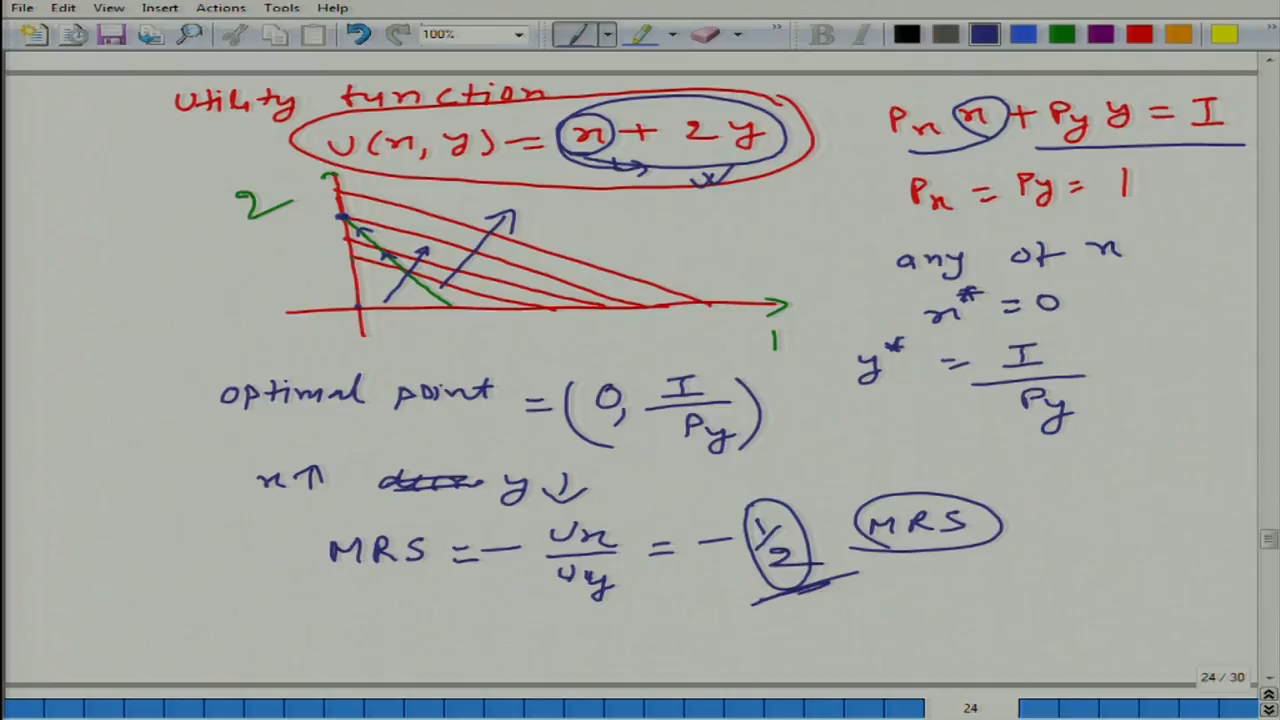 File Edit View Insert Actions Tools Help
100%
utility function
u(x, y) = x + 2y
Px x + Py y = I
Px = Py = 1
2
any of x
x* = 0
1
y* = I / Py
optimal point = (0, I / Py)
x↑ y↓
MRS = - Ux / Uy = - 1/2 MRS
24 / 30
24